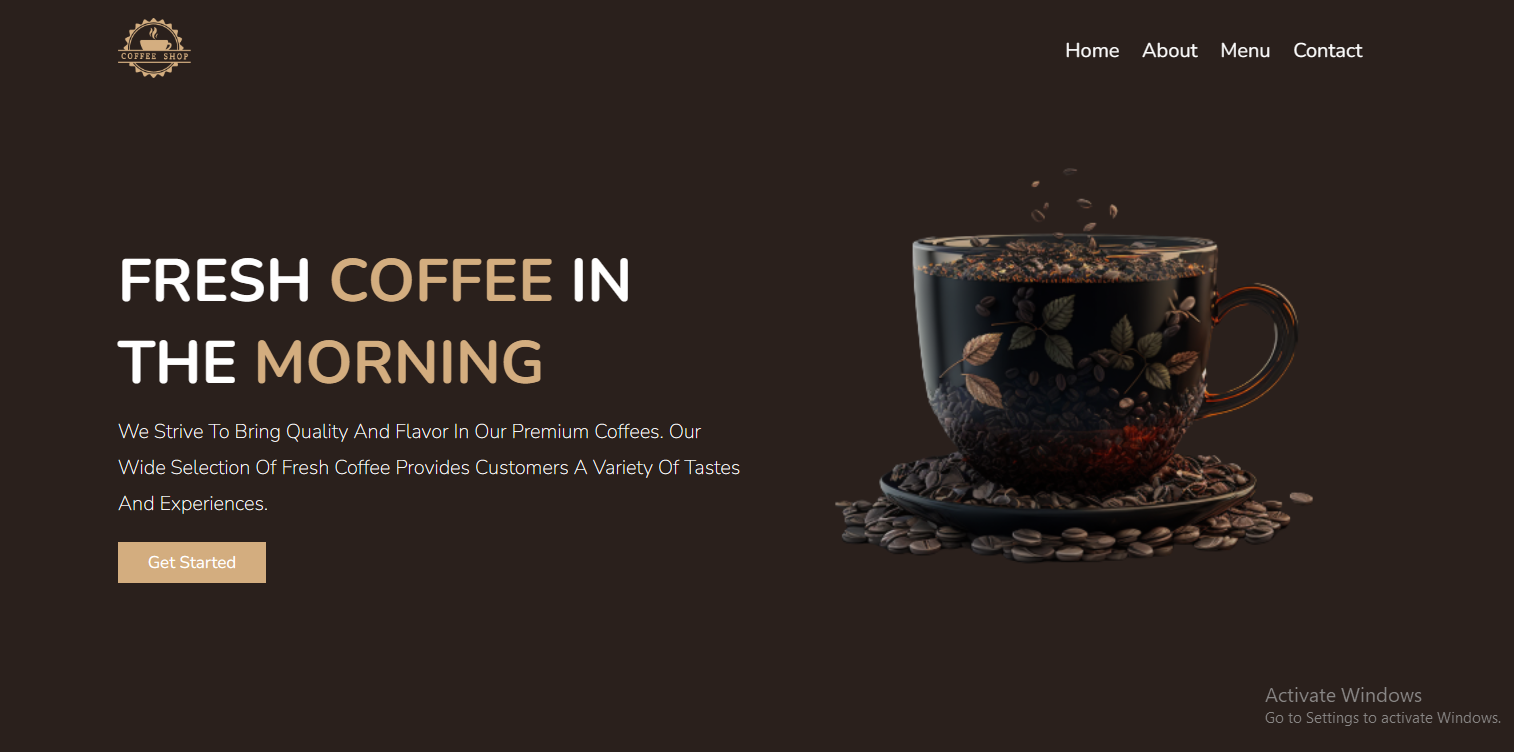 COFFEE SHOP
Home About Menu Contact
FRESH COFFEE IN
THE MORNING
We Strive To Bring Quality And Flavor In Our Premium Coffees. Our
Wide Selection Of Fresh Coffee Provides Customers A Variety Of Tastes
And Experiences.
Get Started
Activate Windows
Go to Settings to activate Windows.